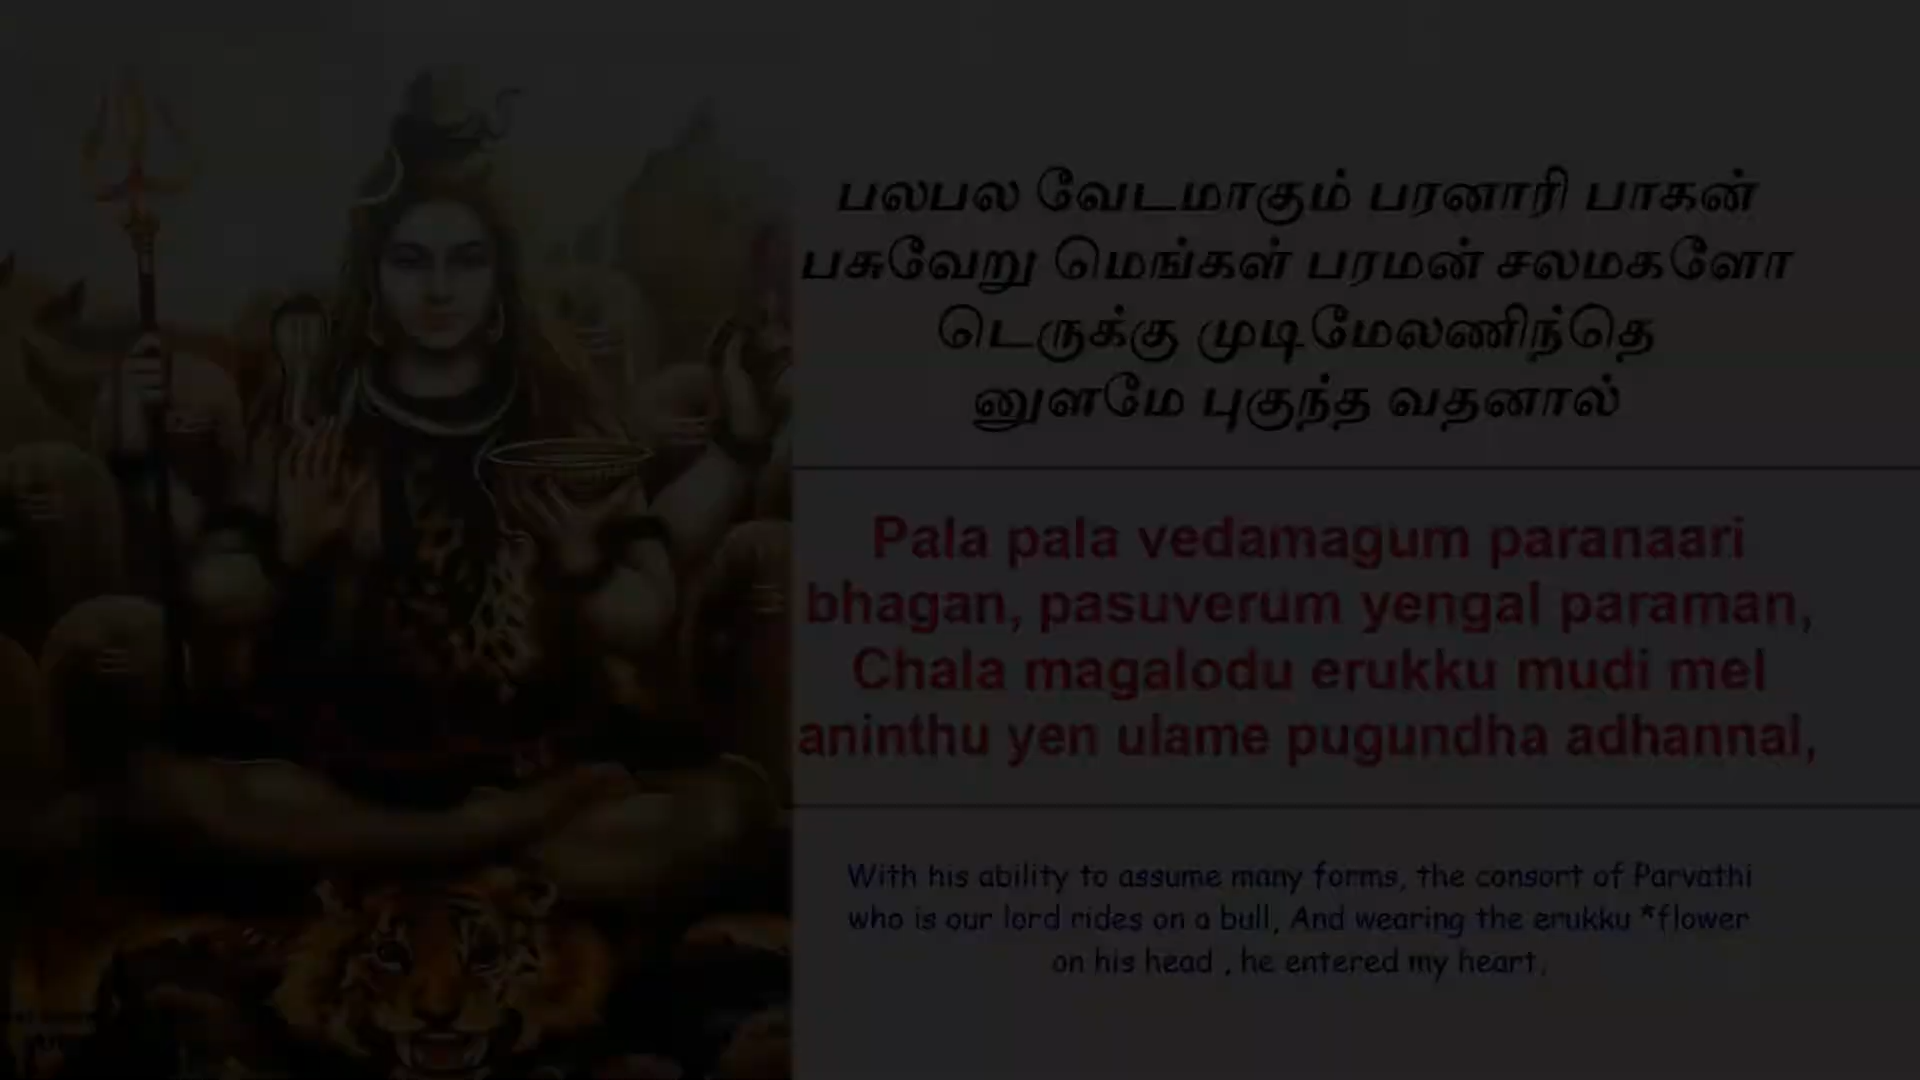 பலபல வேடமாகும் பரனாரி பாகன்
பசுவேறு மெங்கள் பரமன் சலமகளோ
டெருக்கு முடிமேலணிந்தெ
னுளமே புகுந்த வதனால்
Pala pala vedamagum paranaari
bhagan, pasuverum yengal paraman,
Chala magalodu erukku mudi mel
aninthu yen ulame pugundha adhannal,
With his ability to assume many forms, the consort of Parvathi
who is our lord rides on a bull, And wearing the erukku *flower
on his head , he entered my heart,